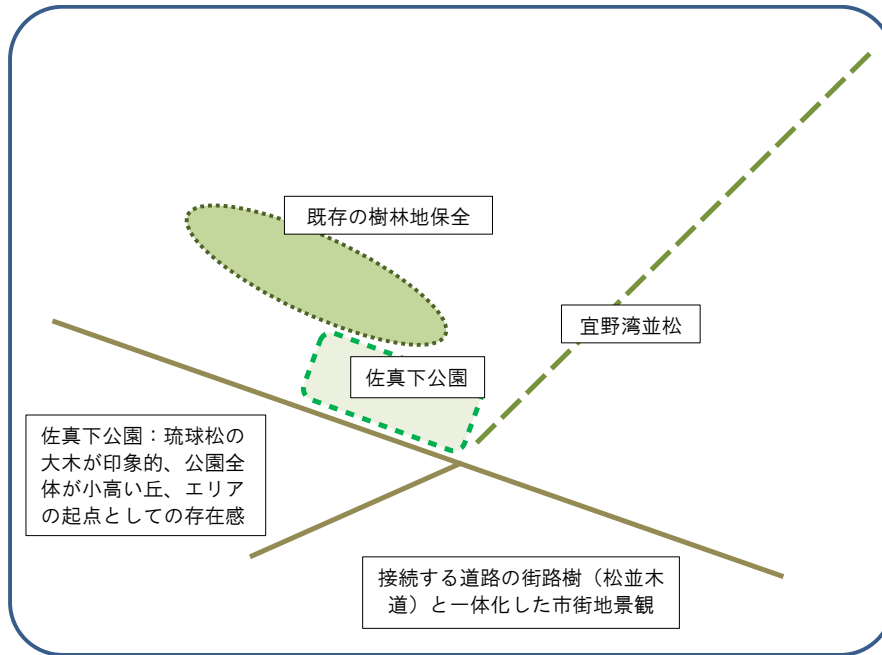 既存の樹林地保全
宜野湾並松
佐真下公園
佐真下公園：琉球松の
大木が印象的、公園全
体が小高い丘、エリア
の起点としての存在感
接続する道路の街路樹（松並木
道）と一体化した市街地景観